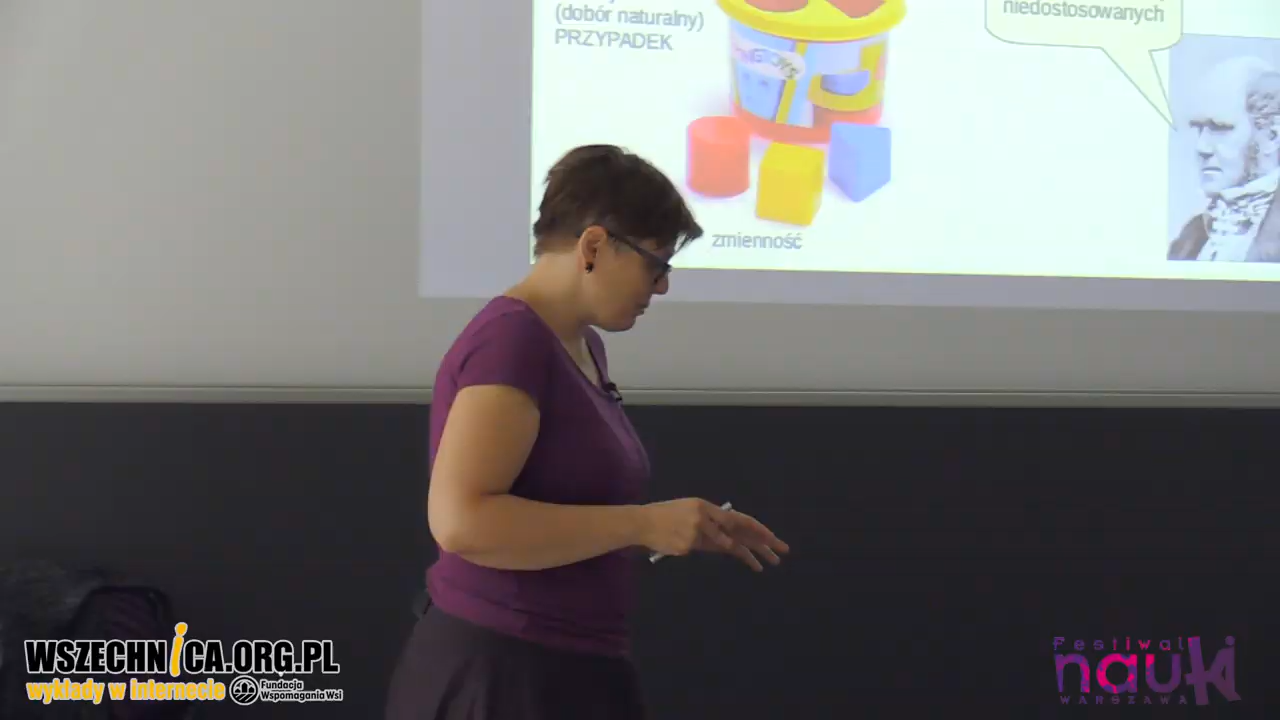 (dobór naturalny)
PRZYPADEK
niedostosowanych
zmienność
WSZECHNICA.ORG.PL
wykłady w internecie
Fundacja
Wspomagania Wsi
Festiwal
nauki
WARSZAWA